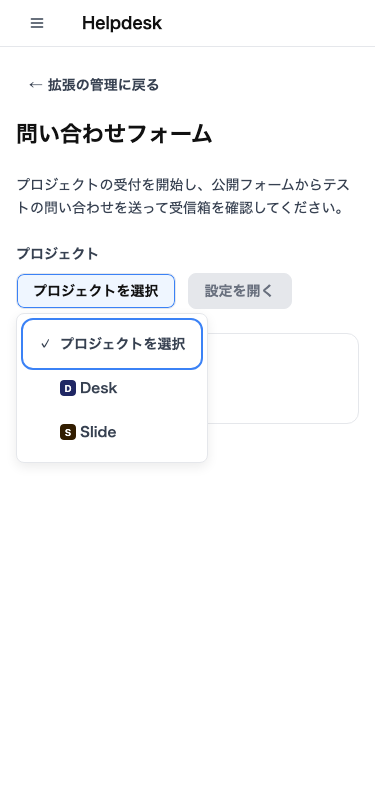 Helpdesk
← 拡張の管理に戻る
問い合わせフォーム
プロジェクトの受付を開始し、公開フォームからテス
トの問い合わせを送って受信箱を確認してください。
プロジェクト
プロジェクトを選択
設定を開く
✓ プロジェクトを選択
D Desk
S Slide